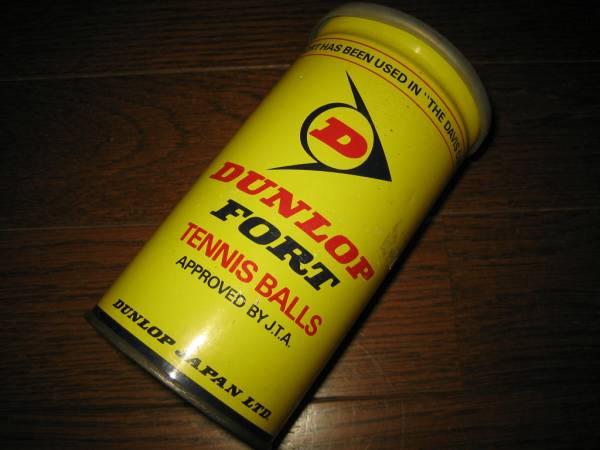 HAS BEEN USED IN "THE DAVIS
D
DUNLOP
FORT
TENNIS BALLS
APPROVED BY J.T.A.
DUNLOP JAPAN LTD.